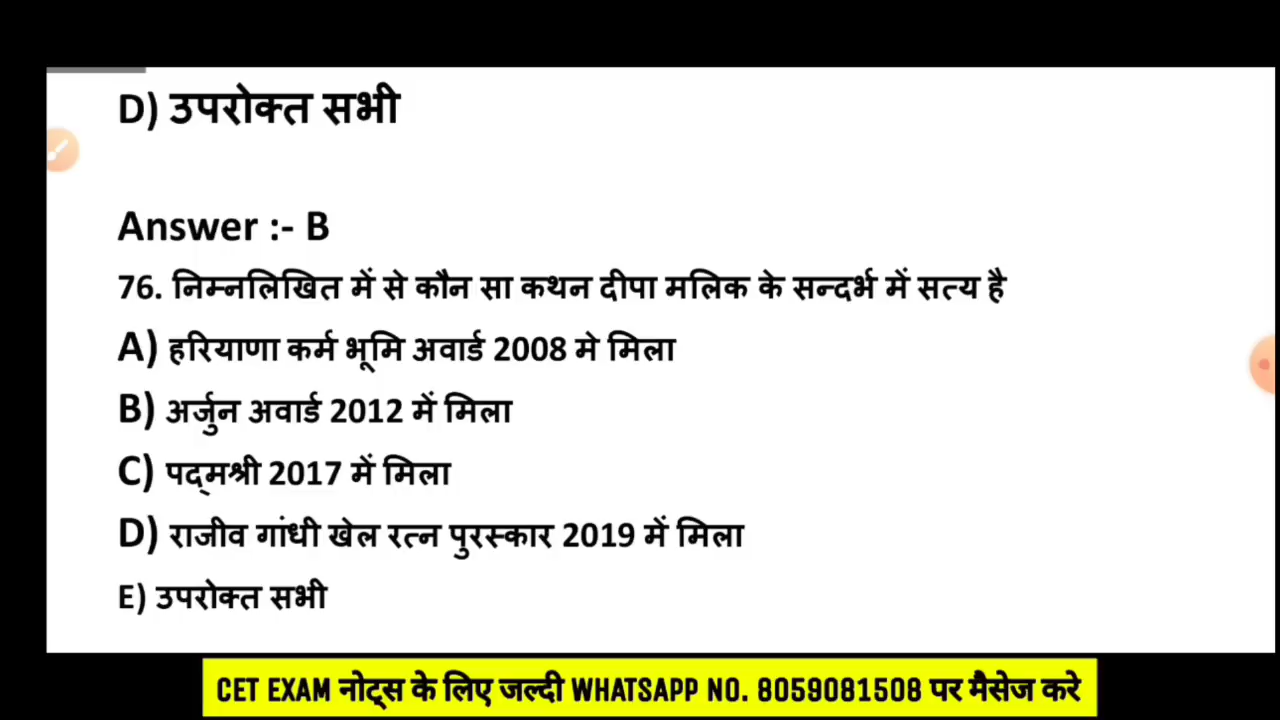 D) उपरोक्त सभी
Answer :- B
76. निम्नलिखित में से कौन सा कथन दीपा मलिक के सन्दर्भ में सत्य है
A) हरियाणा कर्म भूमि अवार्ड 2008 मे मिला
B) अर्जुन अवार्ड 2012 में मिला
C) पद्मश्री 2017 में मिला
D) राजीव गांधी खेल रत्न पुरस्कार 2019 में मिला
E) उपरोक्त सभी
CET EXAM नोट्स के लिए जल्दी WHATSAPP NO. 8059081508 पर मैसेज करे